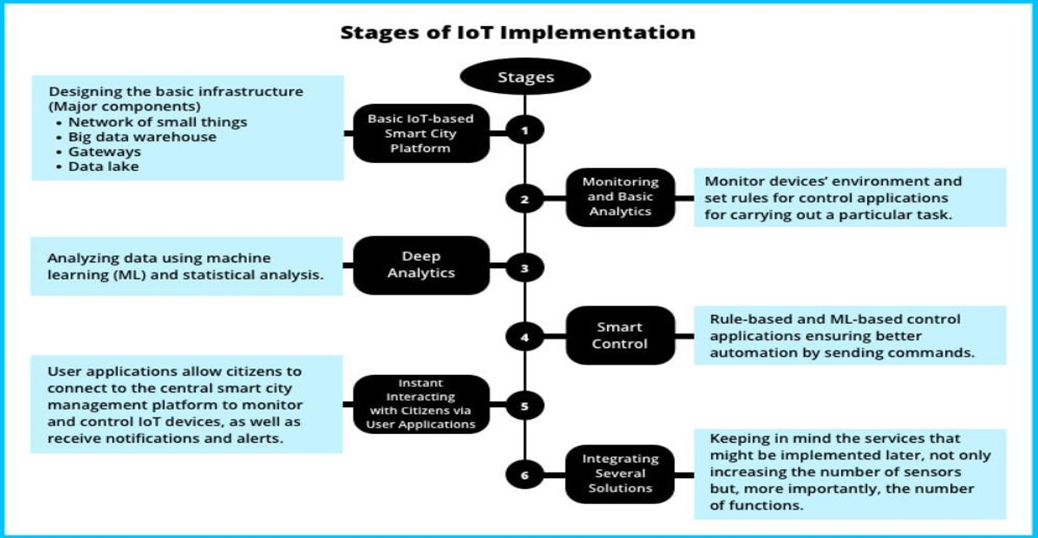 Stages of IoT Implementation
Stages
Designing the basic infrastructure
(Major components)
• Network of small things
• Big data warehouse
• Gateways
• Data lake
Basic IoT-based
Smart City
Platform
1
2
Monitoring
and Basic
Analytics
Monitor devices’ environment and
set rules for control applications
for carrying out a particular task.
Analyzing data using machine
learning (ML) and statistical analysis.
Deep
Analytics
3
4
Smart
Control
Rule-based and ML-based control
applications ensuring better
automation by sending commands.
User applications allow citizens to
connect to the central smart city
management platform to monitor
and control IoT devices, as well as
receive notifications and alerts.
Instant
Interacting
with Citizens via
User Applications
5
6
Integrating
Several
Solutions
Keeping in mind the services that
might be implemented later, not only
increasing the number of sensors
but, more importantly, the number
of functions.